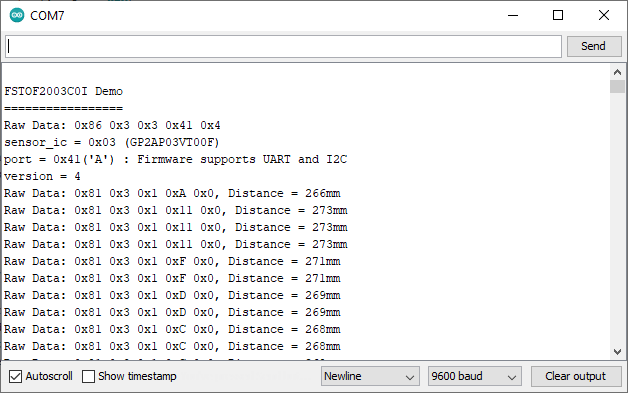 COM7
Send
FSTOF2003C0I Demo
=================
Raw Data: 0x86 0x3 0x3 0x41 0x4
sensor_ic = 0x03 (GP2AP03VT00F)
port = 0x41('A') : Firmware supports UART and I2C
version = 4
Raw Data: 0x81 0x3 0x1 0xA 0x0, Distance = 266mm
Raw Data: 0x81 0x3 0x1 0x11 0x0, Distance = 273mm
Raw Data: 0x81 0x3 0x1 0x11 0x0, Distance = 273mm
Raw Data: 0x81 0x3 0x1 0x11 0x0, Distance = 273mm
Raw Data: 0x81 0x3 0x1 0xF 0x0, Distance = 271mm
Raw Data: 0x81 0x3 0x1 0xF 0x0, Distance = 271mm
Raw Data: 0x81 0x3 0x1 0xD 0x0, Distance = 269mm
Raw Data: 0x81 0x3 0x1 0xD 0x0, Distance = 269mm
Raw Data: 0x81 0x3 0x1 0xC 0x0, Distance = 268mm
Raw Data: 0x81 0x3 0x1 0xC 0x0, Distance = 268mm
Autoscroll Show timestamp Newline 9600 baud Clear output